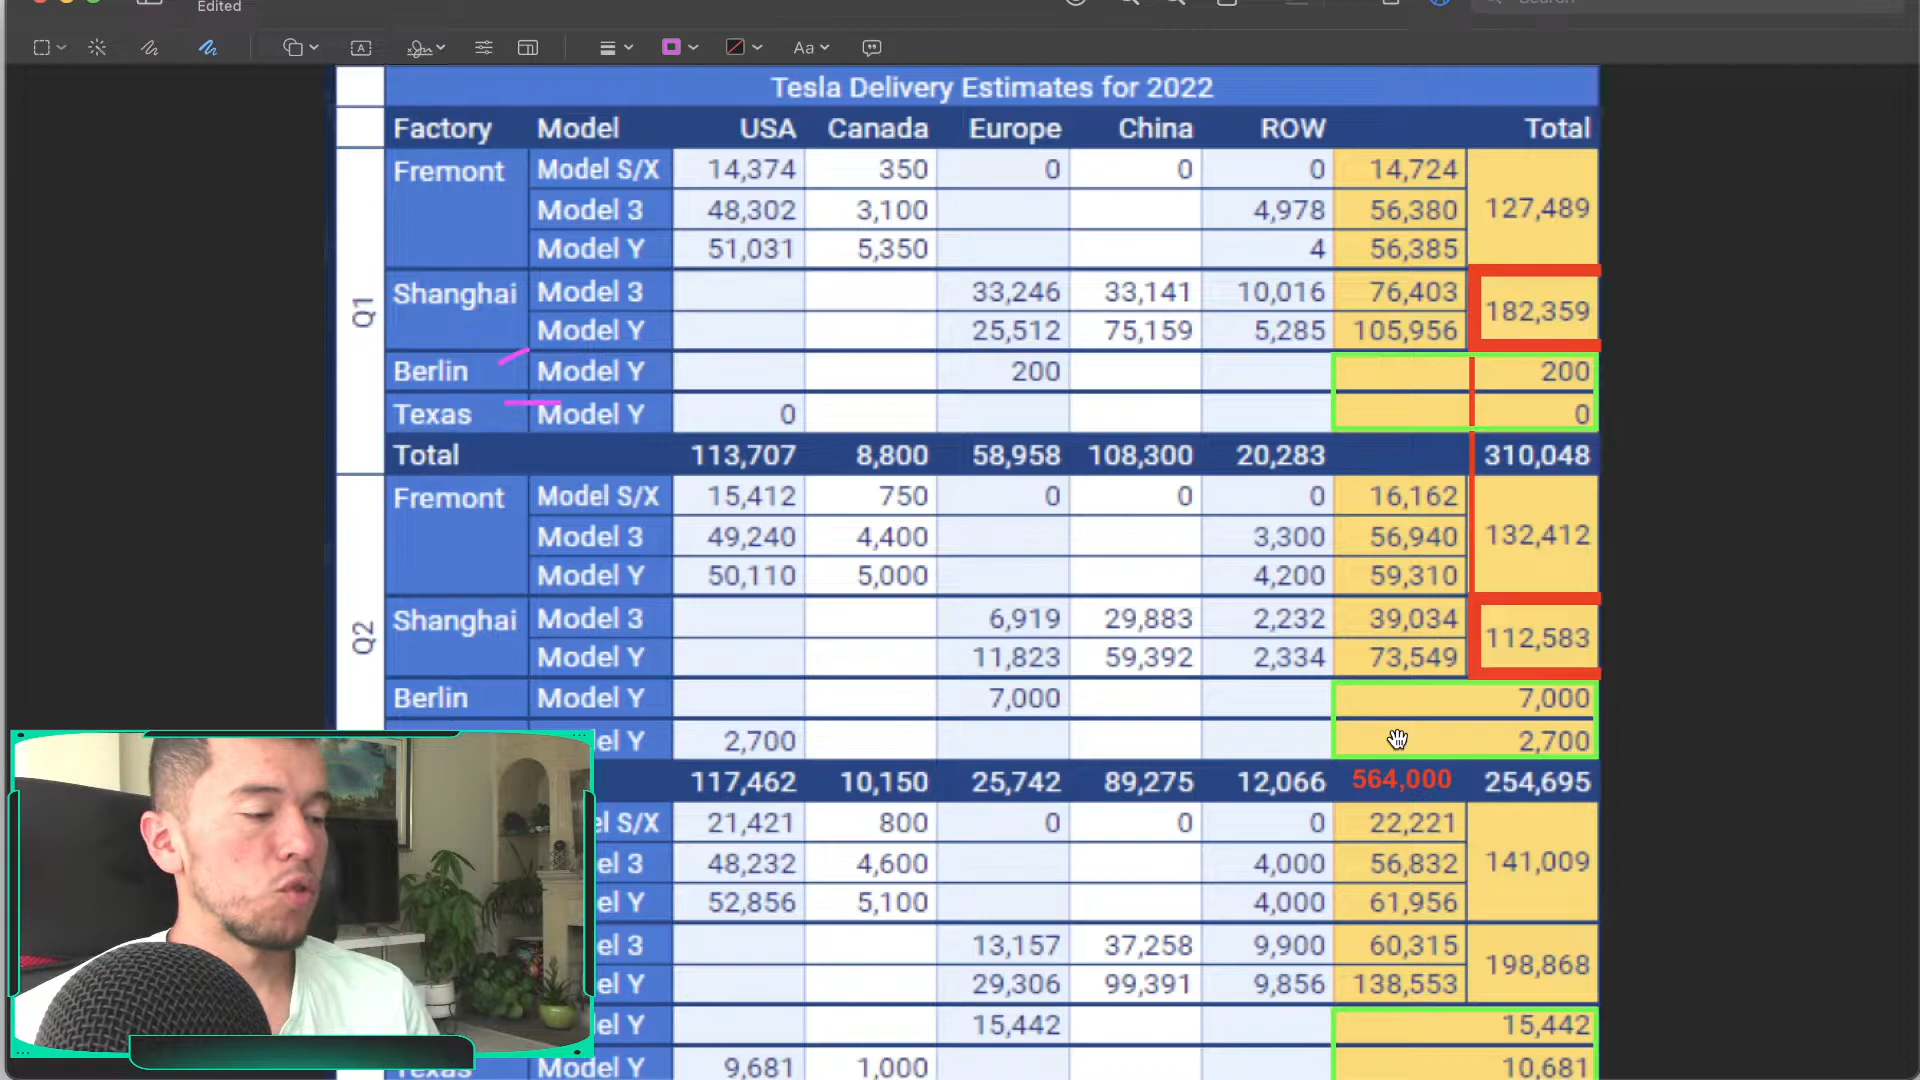 Edited
Search
A
Aa
Tesla Delivery Estimates for 2022
Factory Model USA Canada Europe China ROW Total
Q1
Fremont Model S/X 14,374 350 0 0 0 14,724 127,489
Model 3 48,302 3,100 4,978 56,380
Model Y 51,031 5,350 4 56,385
Shanghai Model 3 33,246 33,141 10,016 76,403 182,359
Model Y 25,512 75,159 5,285 105,956
Berlin Model Y 200 200
Texas Model Y 0 0
Total 113,707 8,800 58,958 108,300 20,283 310,048
Q2
Fremont Model S/X 15,412 750 0 0 0 16,162 132,412
Model 3 49,240 4,400 3,300 56,940
Model Y 50,110 5,000 4,200 59,310
Shanghai Model 3 6,919 29,883 2,232 39,034 112,583
Model Y 11,823 59,392 2,334 73,549
Berlin Model Y 7,000 7,000
el Y 2,700 2,700
117,462 10,150 25,742 89,275 12,066 564,000 254,695
el S/X 21,421 800 0 0 0 22,221 141,009
el 3 48,232 4,600 4,000 56,832
el Y 52,856 5,100 4,000 61,956
el 3 13,157 37,258 9,900 60,315 198,868
el Y 29,306 99,391 9,856 138,553
el Y 15,442 15,442
Texas Model Y 9,681 1,000 10,681